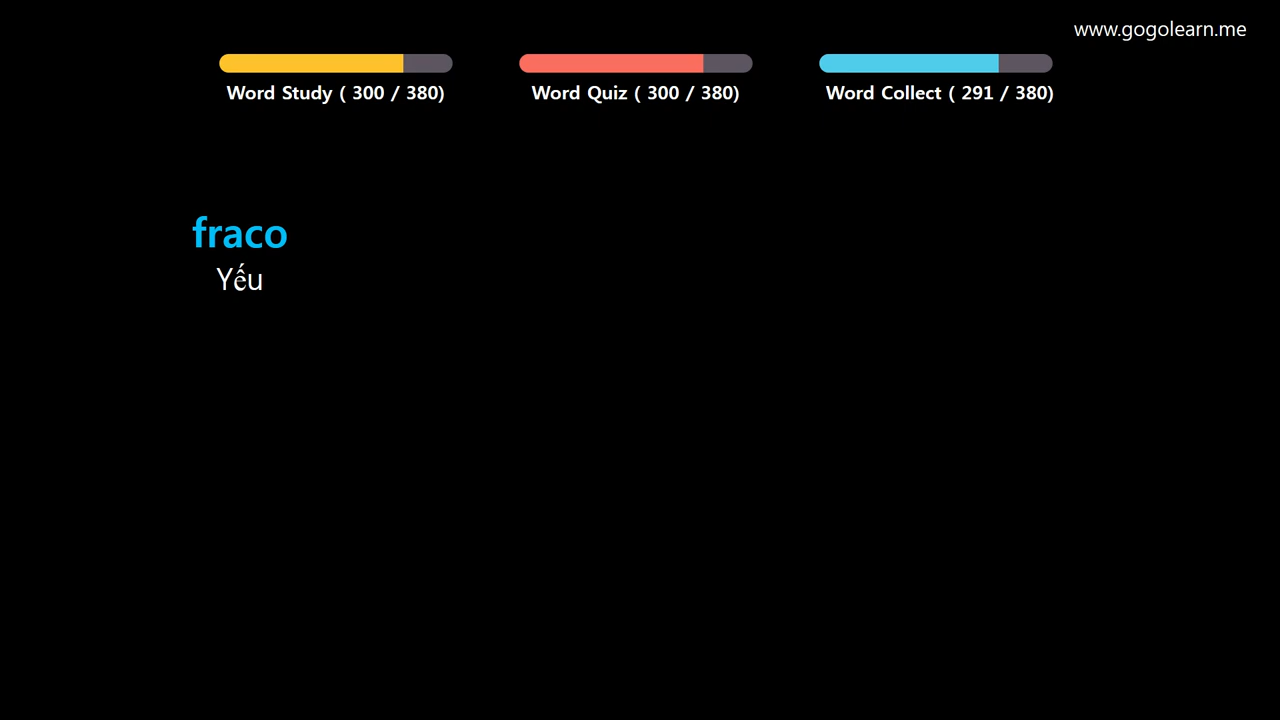 www.gogolearn.me
Word Study ( 300 / 380)
Word Quiz ( 300 / 380)
Word Collect ( 291 / 380)
fraco
Yếu